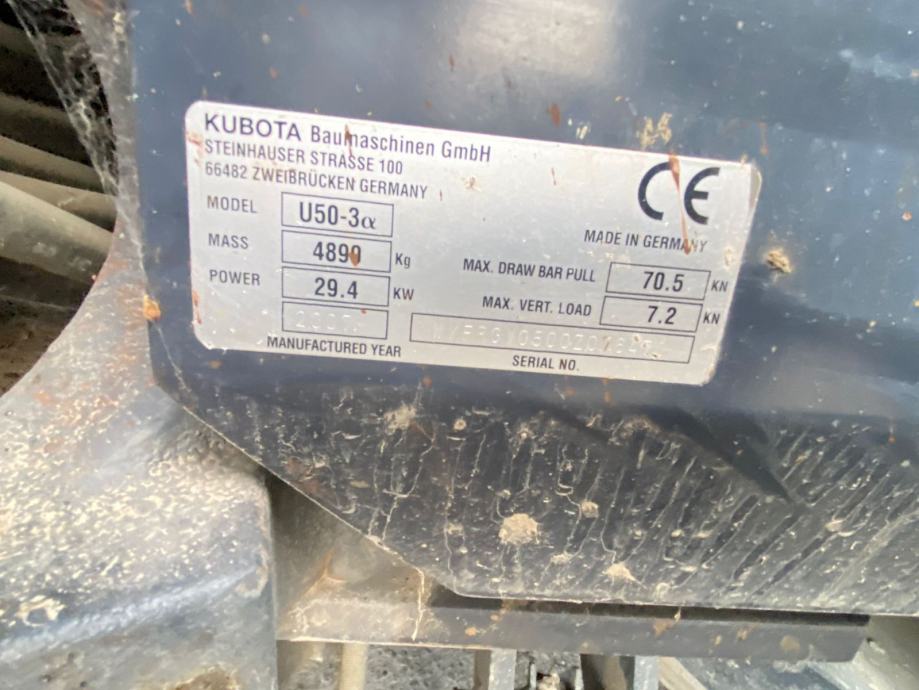 KUBOTA Baumaschinen GmbH
STEINHAUSER STRASSE 100
66482 ZWEIBRÜCKEN GERMANY
CE
MADE IN GERMANY
MODEL U50-3α
MASS 4890 Kg
POWER 29.4 KW
MAX. DRAW BAR PULL 70.5 KN
MAX. VERT. LOAD 7.2 KN
MANUFACTURED YEAR
SERIAL NO.